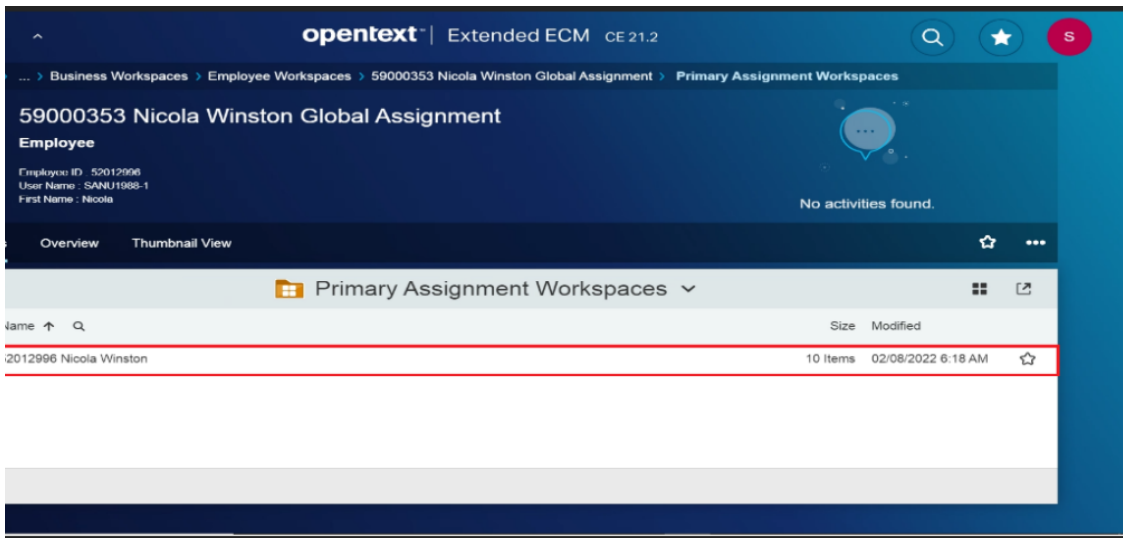 opentext™ | Extended ECM CE 21.2
S
... > Business Workspaces > Employee Workspaces > 59000353 Nicola Winston Global Assignment > Primary Assignment Workspaces
59000353 Nicola Winston Global Assignment
Employee
Employee ID : 52012996
User Name : SANU1988-1
First Name : Nicola
No activities found.
Overview Thumbnail View
Primary Assignment Workspaces
Name Size Modified
52012996 Nicola Winston 10 Items 02/08/2022 6:18 AM